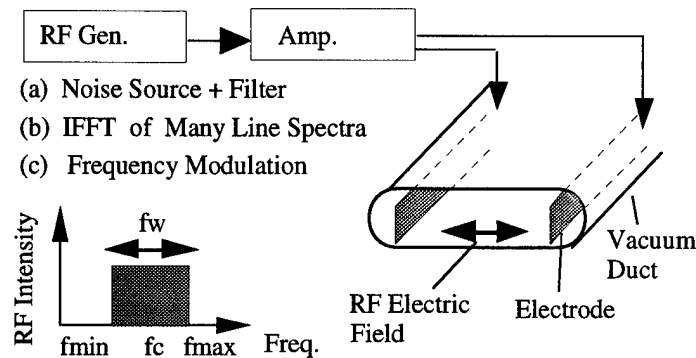 RF Gen.
Amp.
(a) Noise Source + Filter
(b) IFFT of Many Line Spectra
(c) Frequency Modulation
RF Intensity
fw
fmin
fc
fmax
Freq.
RF Electric
Field
Electrode
Vacuum
Duct